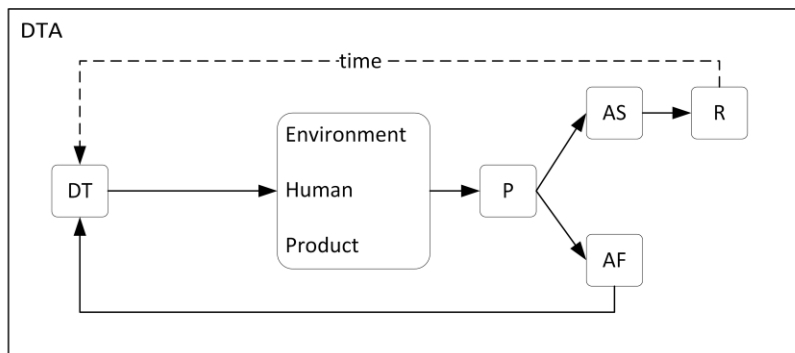 DTA
time
AS
R
Environment
DT
Human
P
Product
AF